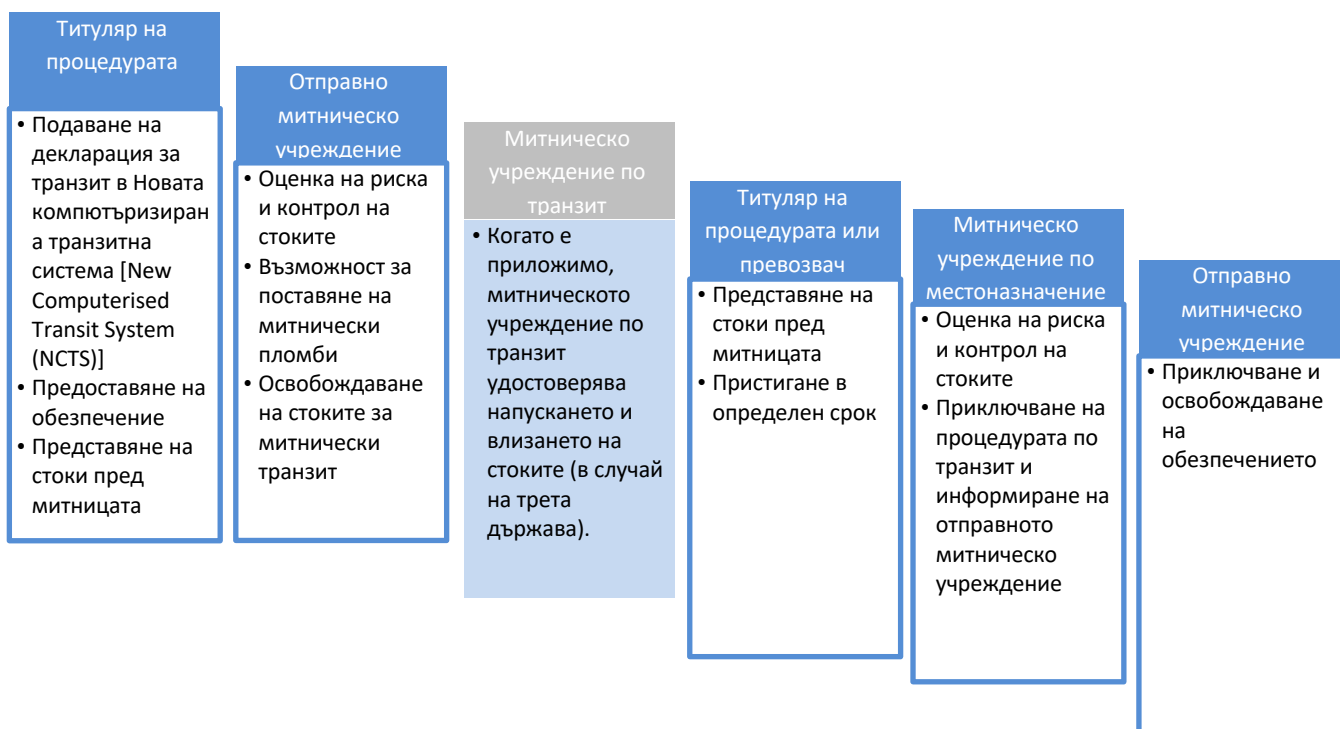 Титуляр на
процедурата
• Подаване на
декларация за
транзит в Новата
компютъризиран
а транзитна
система [New
Computerised
Transit System
(NCTS)]
• Предоставяне на
обезпечение
• Представяне на
стоки пред
митницата
Отправно
митническо
учреждение
• Оценка на риска
и контрол на
стоките
• Възможност за
поставяне на
митнически
пломби
• Освобождаване
на стоките за
митнически
транзит
Митническо
учреждение по
транзит
• Когато е
приложимо,
митническото
учреждение по
транзит
удостоверява
напускането и
влизането на
стоките (в случай
на трета
държава).
Титуляр на
процедурата или
превозвач
• Представяне на
стоки пред
митницата
• Пристигане в
определен срок
Митническо
учреждение по
местоназначение
• Оценка на риска
и контрол на
стоките
• Приключване на
процедурата по
транзит и
информиране на
отправното
митническо
учреждение
Отправно
митническо
учреждение
• Приключване и
освобождаване
на
обезпечението